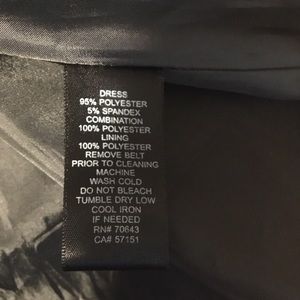 DRESS
95% POLYESTER
5% SPANDEX
COMBINATION
100% POLYESTER
LINING
100% POLYESTER
REMOVE BELT
PRIOR TO CLEANING
MACHINE
WASH COLD
DO NOT BLEACH
TUMBLE DRY LOW
COOL IRON
IF NEEDED
RN# 70643
CA# 57151